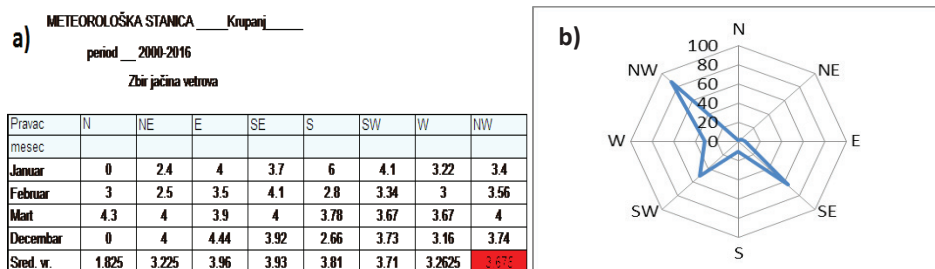 a)
METEOROLOŠKA STANICA ____Krupanj_____
period __ 2000-2016
Zbir jačina vetrova
Pravac N NE E SE S SW W NW
mesec
Januar 0 2.4 4 3.7 6 4.1 3.22 3.4
Februar 3 2.5 3.5 4.1 2.8 3.34 3 3.56
Mart 4.3 4 3.9 4 3.78 3.67 3.67 4
Decembar 0 4 4.44 3.92 2.66 3.73 3.16 3.74
Sred. vr. 1.825 3.225 3.96 3.93 3.81 3.71 3.2625 3.675
b)
N
100
80
60
40
20
0
NE
E
SE
S
SW
W
NW